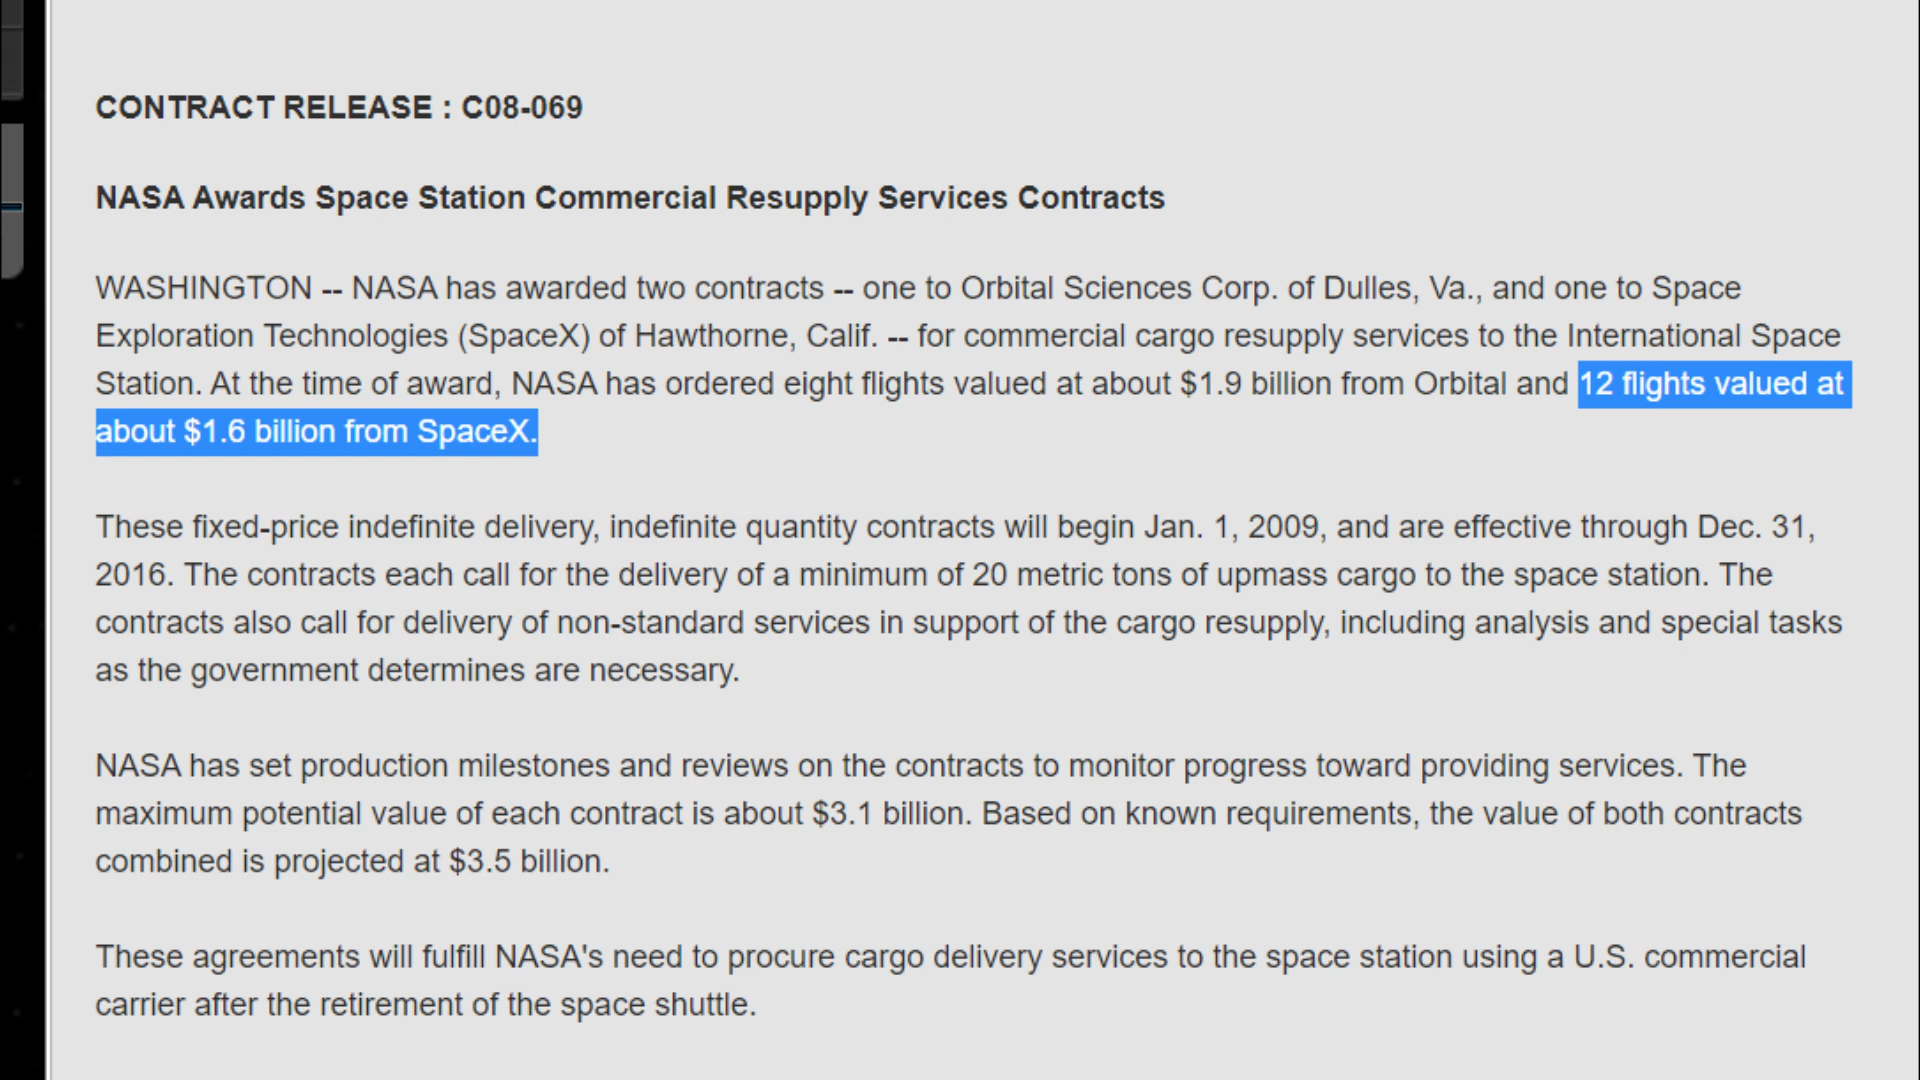 CONTRACT RELEASE : C08-069
NASA Awards Space Station Commercial Resupply Services Contracts
WASHINGTON -- NASA has awarded two contracts -- one to Orbital Sciences Corp. of Dulles, Va., and one to Space
Exploration Technologies (SpaceX) of Hawthorne, Calif. -- for commercial cargo resupply services to the International Space
Station. At the time of award, NASA has ordered eight flights valued at about $1.9 billion from Orbital and 12 flights valued at
about $1.6 billion from SpaceX.
These fixed-price indefinite delivery, indefinite quantity contracts will begin Jan. 1, 2009, and are effective through Dec. 31,
2016. The contracts each call for the delivery of a minimum of 20 metric tons of upmass cargo to the space station. The
contracts also call for delivery of non-standard services in support of the cargo resupply, including analysis and special tasks
as the government determines are necessary.
NASA has set production milestones and reviews on the contracts to monitor progress toward providing services. The
maximum potential value of each contract is about $3.1 billion. Based on known requirements, the value of both contracts
combined is projected at $3.5 billion.
These agreements will fulfill NASA's need to procure cargo delivery services to the space station using a U.S. commercial
carrier after the retirement of the space shuttle.